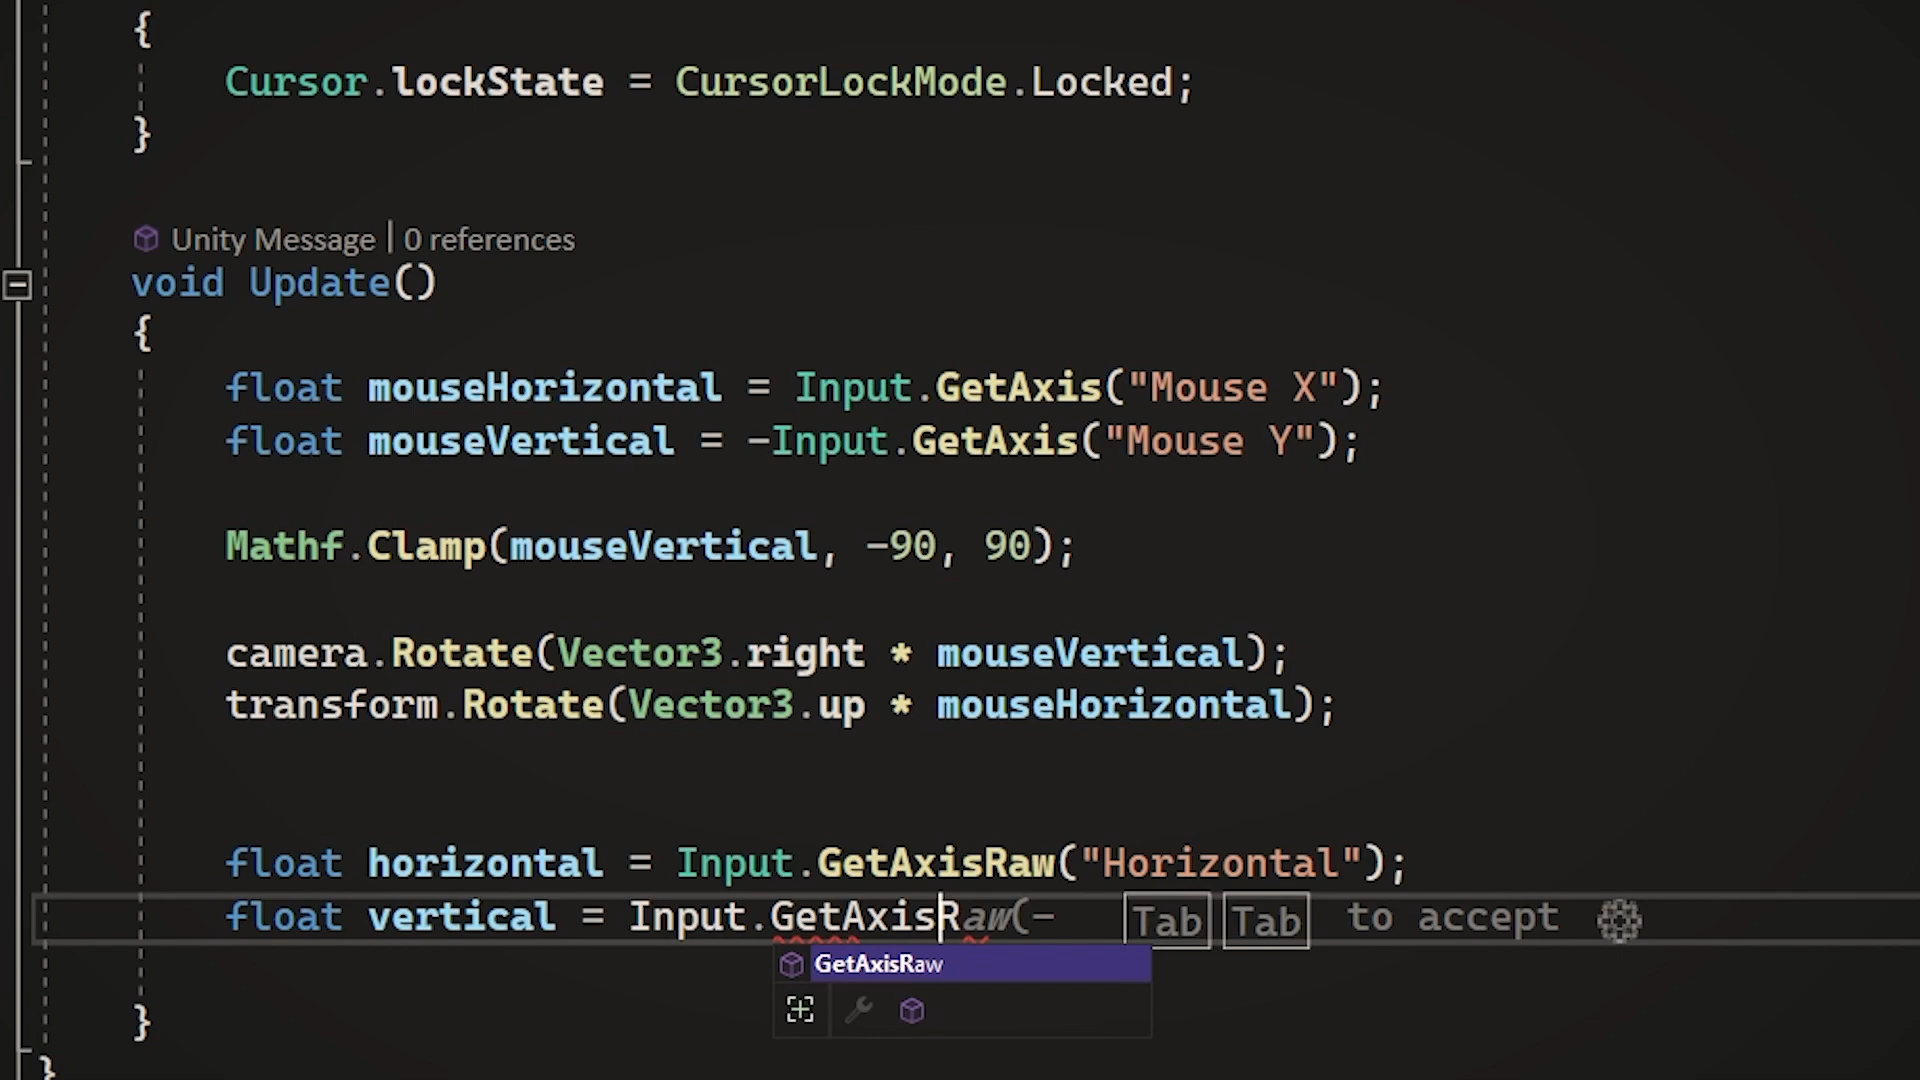 {
Cursor.lockState = CursorLockMode.Locked;
}
Unity Message | 0 references
void Update()
{
float mouseHorizontal = Input.GetAxis("Mouse X");
float mouseVertical = -Input.GetAxis("Mouse Y");
Mathf.Clamp(mouseVertical, -90, 90);
camera.Rotate(Vector3.right * mouseVertical);
transform.Rotate(Vector3.up * mouseHorizontal);
float horizontal = Input.GetAxisRaw("Horizontal");
float vertical = Input.GetAxisRaw(- Tab Tab to accept
GetAxisRaw
}
}